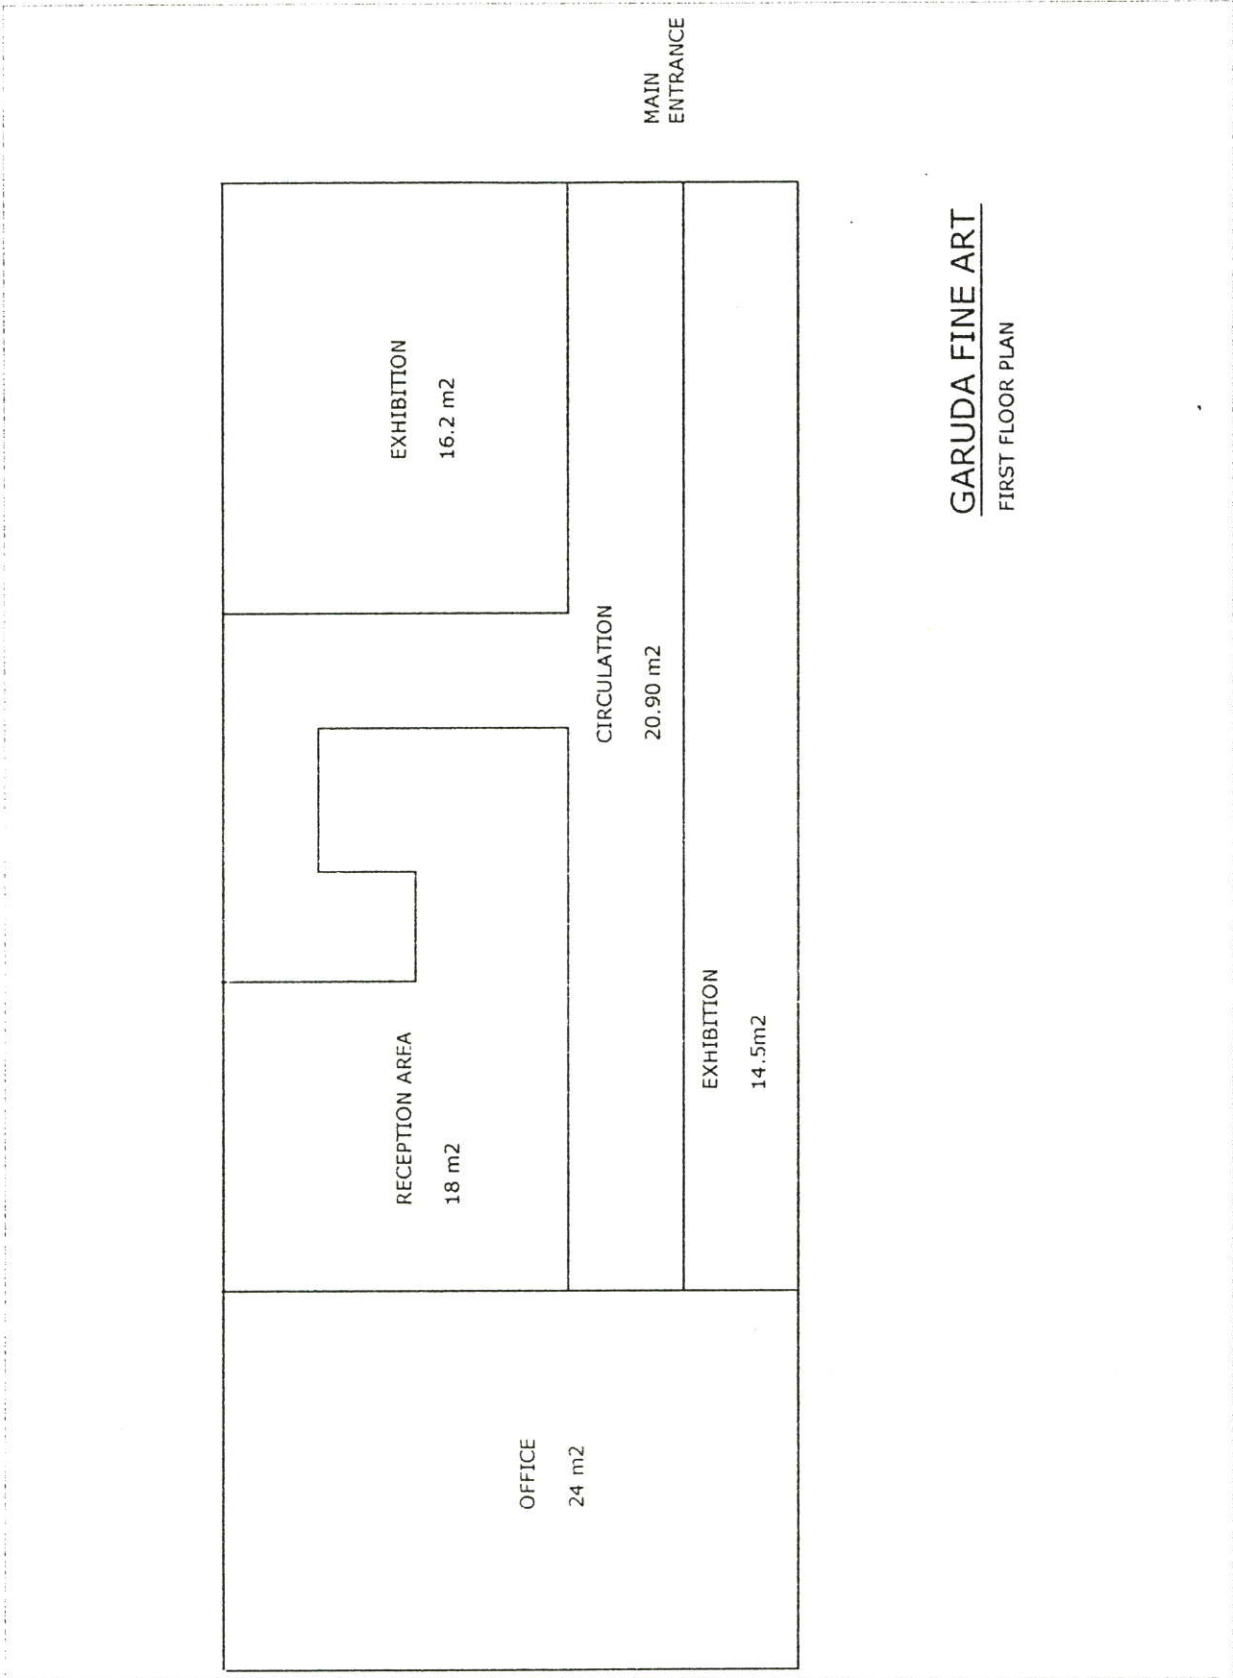 OFFICE
24 m2
RECEPTION AREA
18 m2
EXHIBITION
16.2 m2
CIRCULATION
20.90 m2
EXHIBITION
14.5m2
MAIN
ENTRANCE
GARUDA FINE ART
FIRST FLOOR PLAN